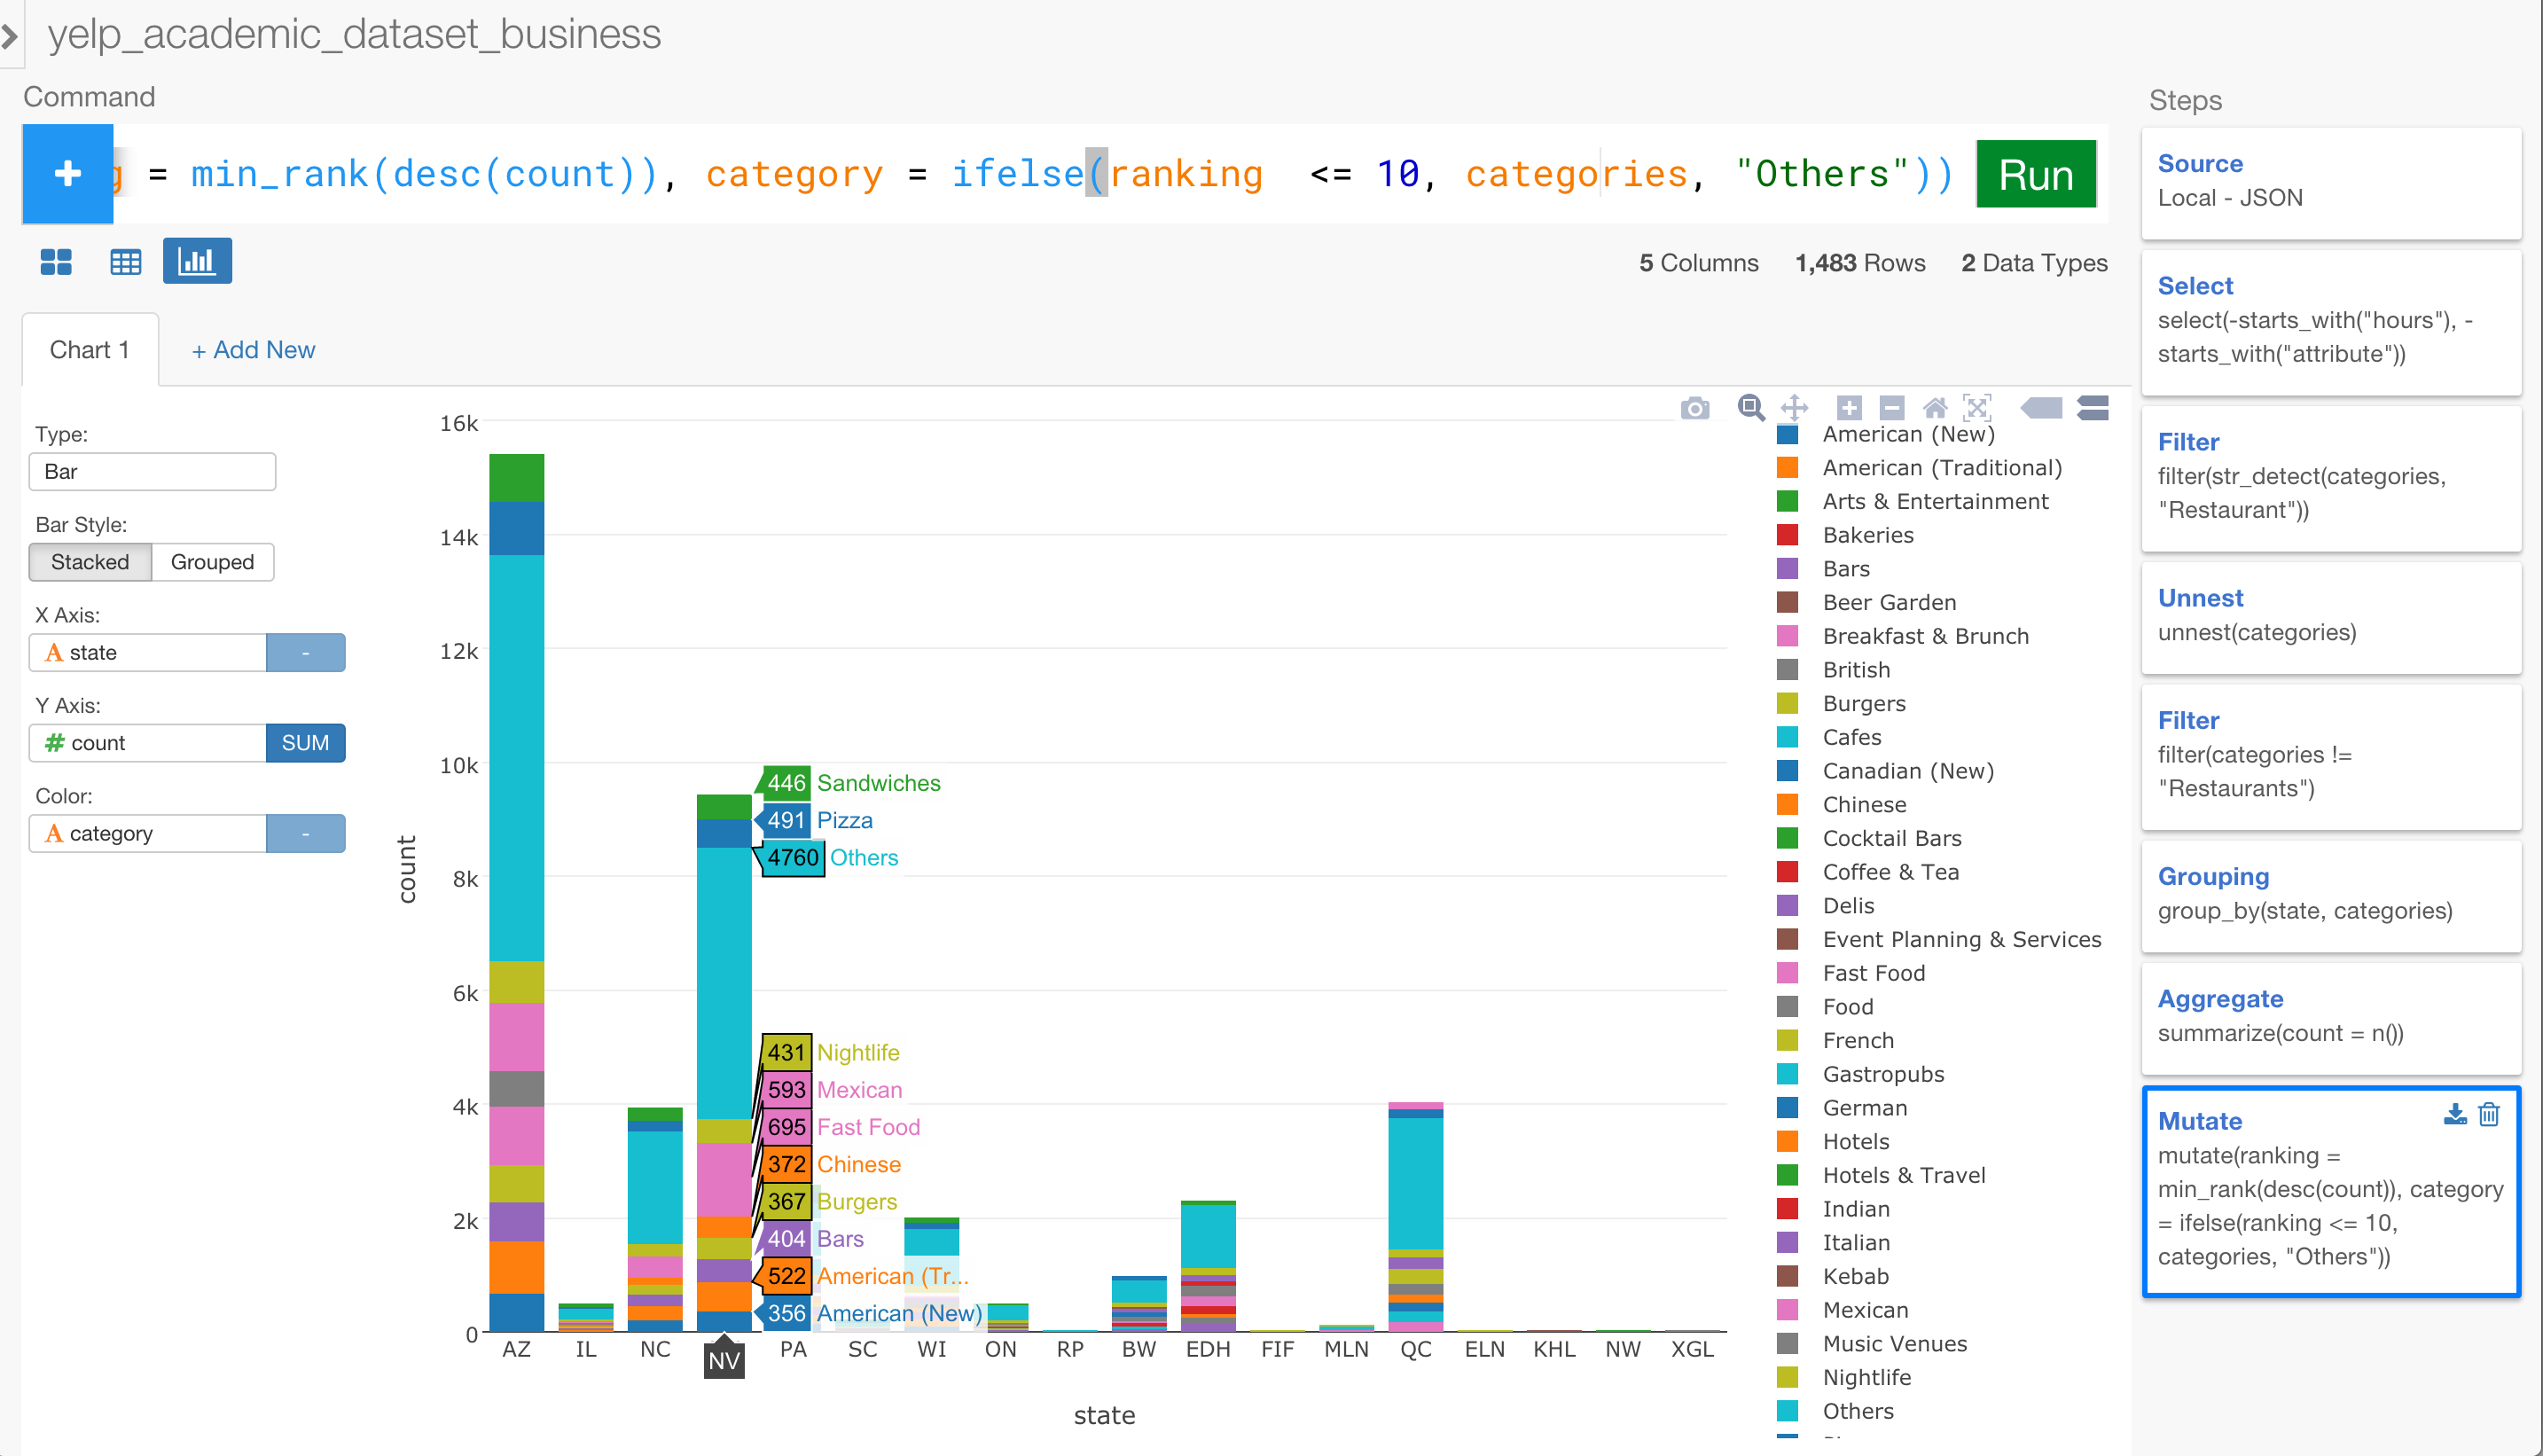 yelp_academic_dataset_business
Command
g = min_rank(desc(count)), category = ifelse(ranking <= 10, categories, "Others"))
Run
5 Columns 1,483 Rows 2 Data Types
Chart 1
+ Add New
Type:
Bar
Bar Style:
Stacked Grouped
X Axis:
A state -
Y Axis:
# count SUM
Color:
A category -
count
16k
14k
12k
10k
8k
6k
4k
2k
0
446 Sandwiches
491 Pizza
4760 Others
431 Nightlife
593 Mexican
695 Fast Food
372 Chinese
367 Burgers
404 Bars
522 American (Tr...
356 American (New)
AZ IL NC NV PA SC WI ON RP BW EDH FIF MLN QC ELN KHL NW XGL
state
American (New)
American (Traditional)
Arts & Entertainment
Bakeries
Bars
Beer Garden
Breakfast & Brunch
British
Burgers
Cafes
Canadian (New)
Chinese
Cocktail Bars
Coffee & Tea
Delis
Event Planning & Services
Fast Food
Food
French
Gastropubs
German
Hotels
Hotels & Travel
Indian
Italian
Kebab
Mexican
Music Venues
Nightlife
Others
Steps
Source
Local - JSON
Select
select(-starts_with("hours"), -
starts_with("attribute"))
Filter
filter(str_detect(categories,
"Restaurant"))
Unnest
unnest(categories)
Filter
filter(categories !=
"Restaurants")
Grouping
group_by(state, categories)
Aggregate
summarize(count = n())
Mutate
mutate(ranking =
min_rank(desc(count)), category
= ifelse(ranking <= 10,
categories, "Others"))